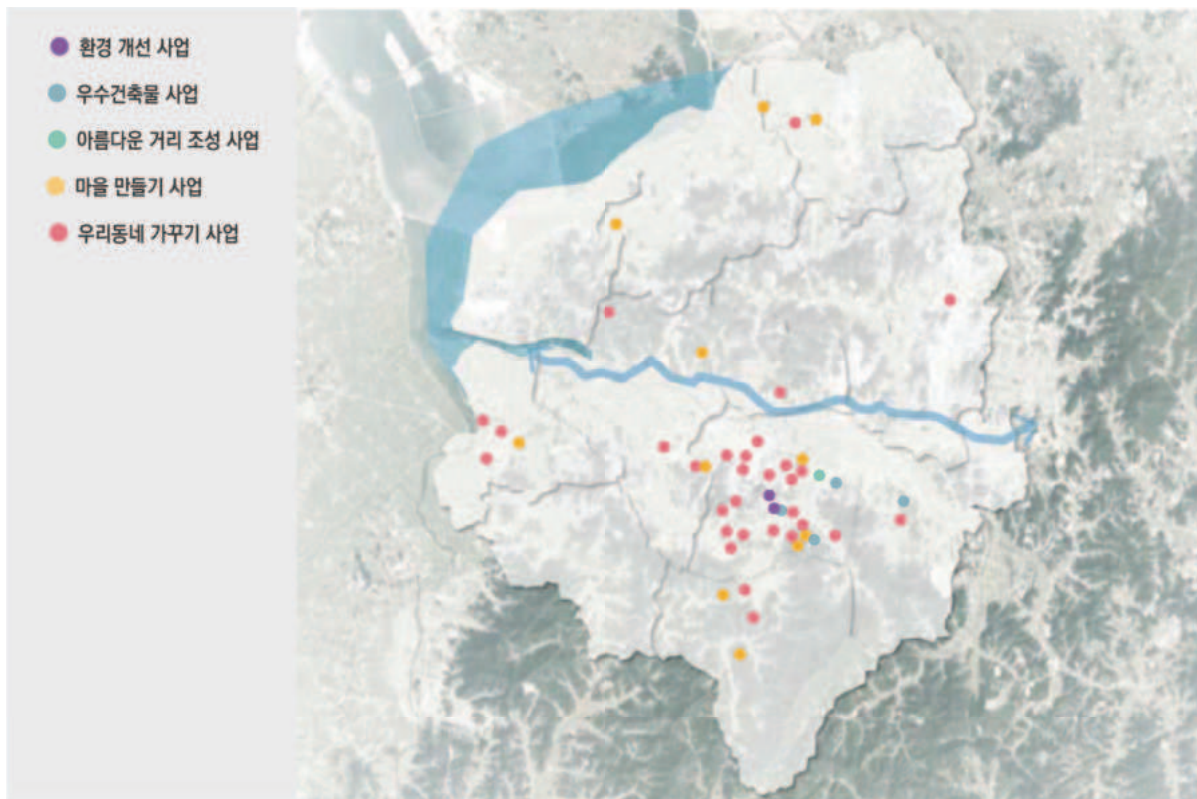 환경 개선 사업
우수건축물 사업
아름다운 거리 조성 사업
마을 만들기 사업
우리동네 가꾸기 사업